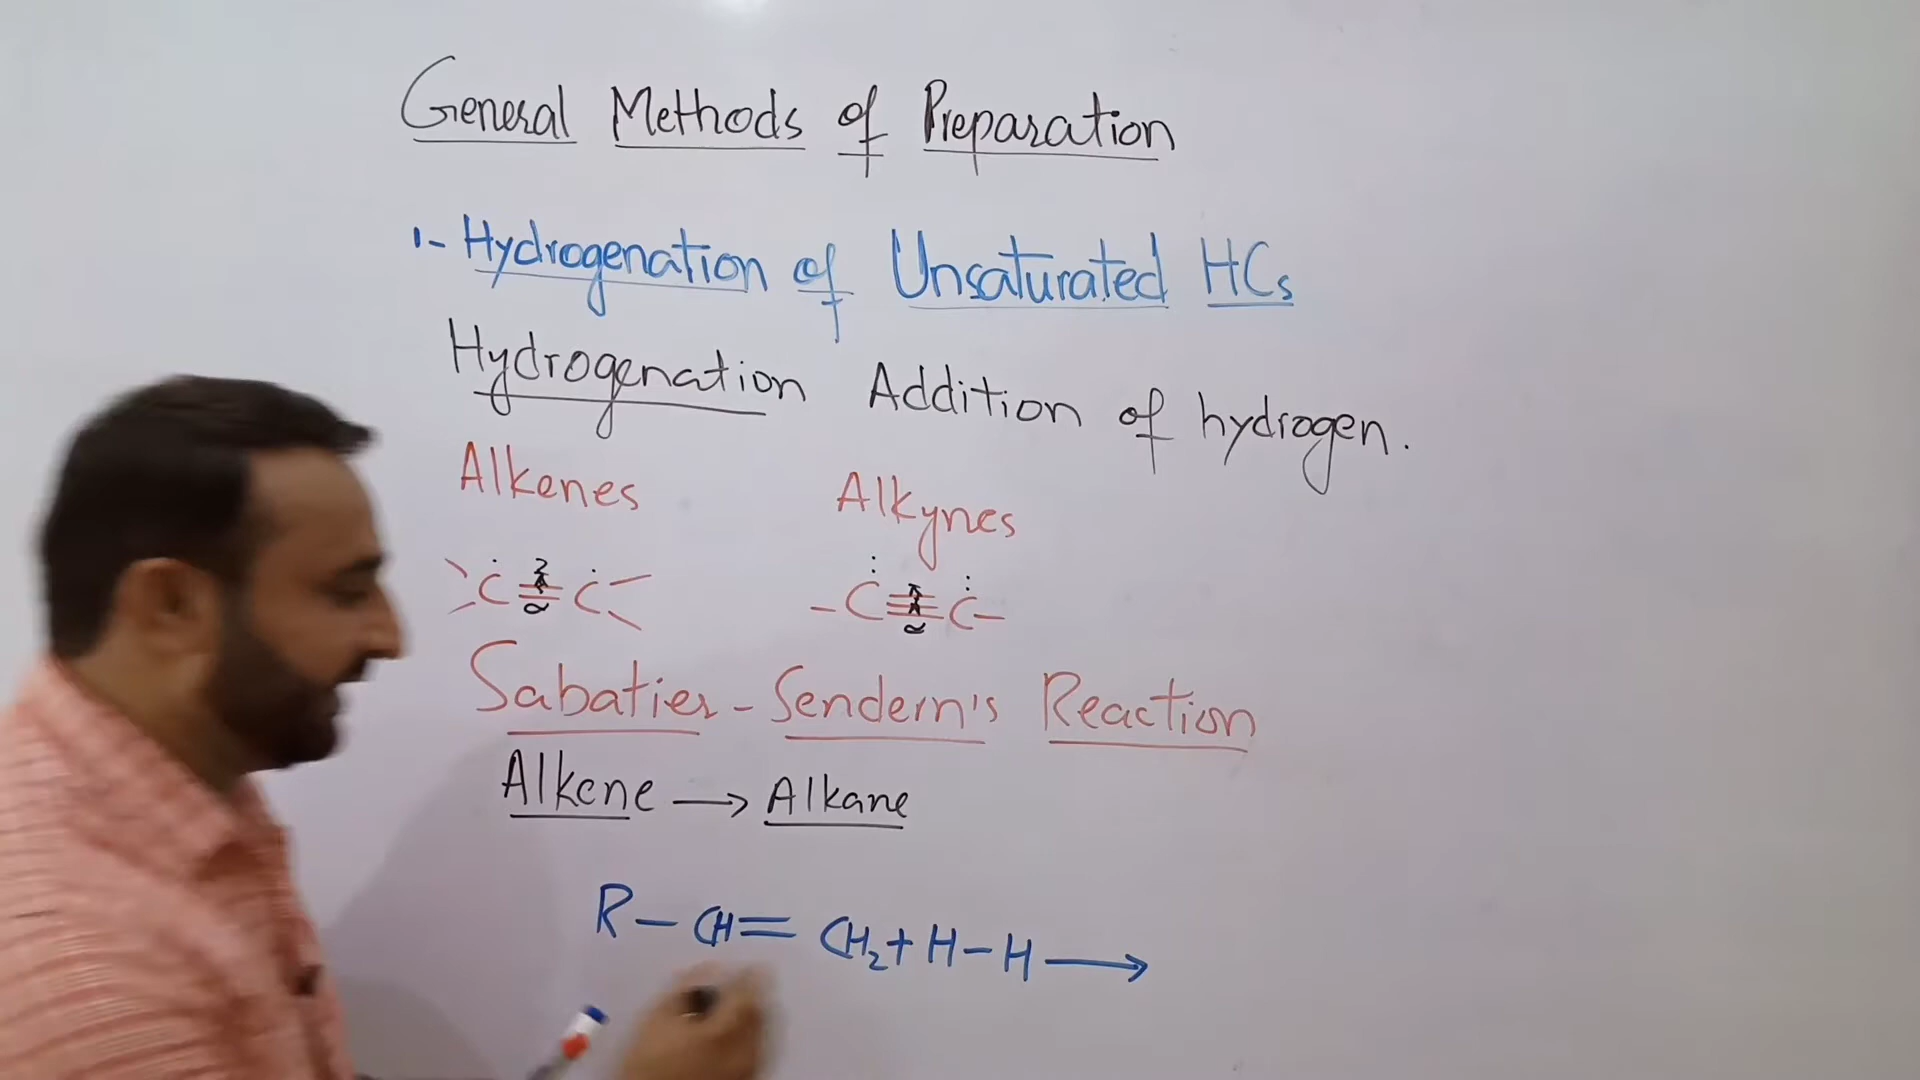 General Methods of Preparation
1- Hydrogenation of Unsaturated HCs
Hydrogenation Addition of hydrogen.
Alkenes Alkynes
C=C -C≡C-
Sabatier-Sendern's Reaction
Alkene → Alkane
R-CH=CH₂+H-H→